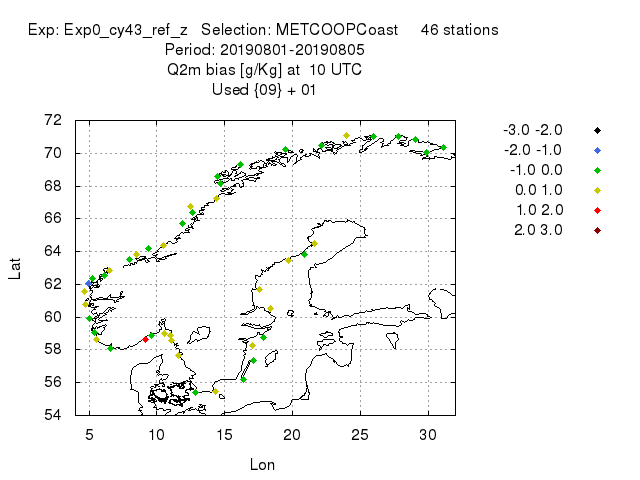 Exp: Exp0_cy43_ref_z Selection: METCOOPCoast 46 stations
Period: 20190801-20190805
Q2m bias [g/Kg] at 10 UTC
Used {09} + 01
72
70
68
66
64
62
60
58
56
54
Lat
5 10 15 20 25 30
Lon
-3.0 -2.0
-2.0 -1.0
-1.0 0.0
0.0 1.0
1.0 2.0
2.0 3.0